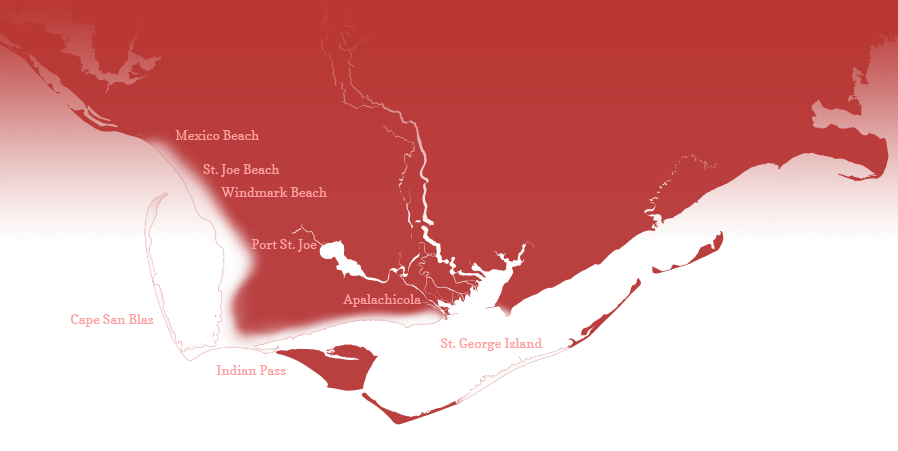 Mexico Beach
St. Joe Beach
Windmark Beach
Port St. Joe
Apalachicola
Cape San Blas
St. George Island
Indian Pass